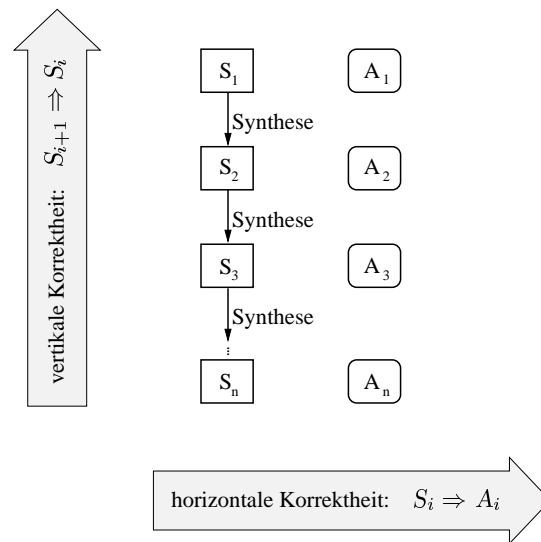 vertikale Korrektheit: S_{i+1} ⇒ S_i
S_1 A_1
Synthese
S_2 A_2
Synthese
S_3 A_3
Synthese
...
S_n A_n
horizontale Korrektheit: S_i ⇒ A_i